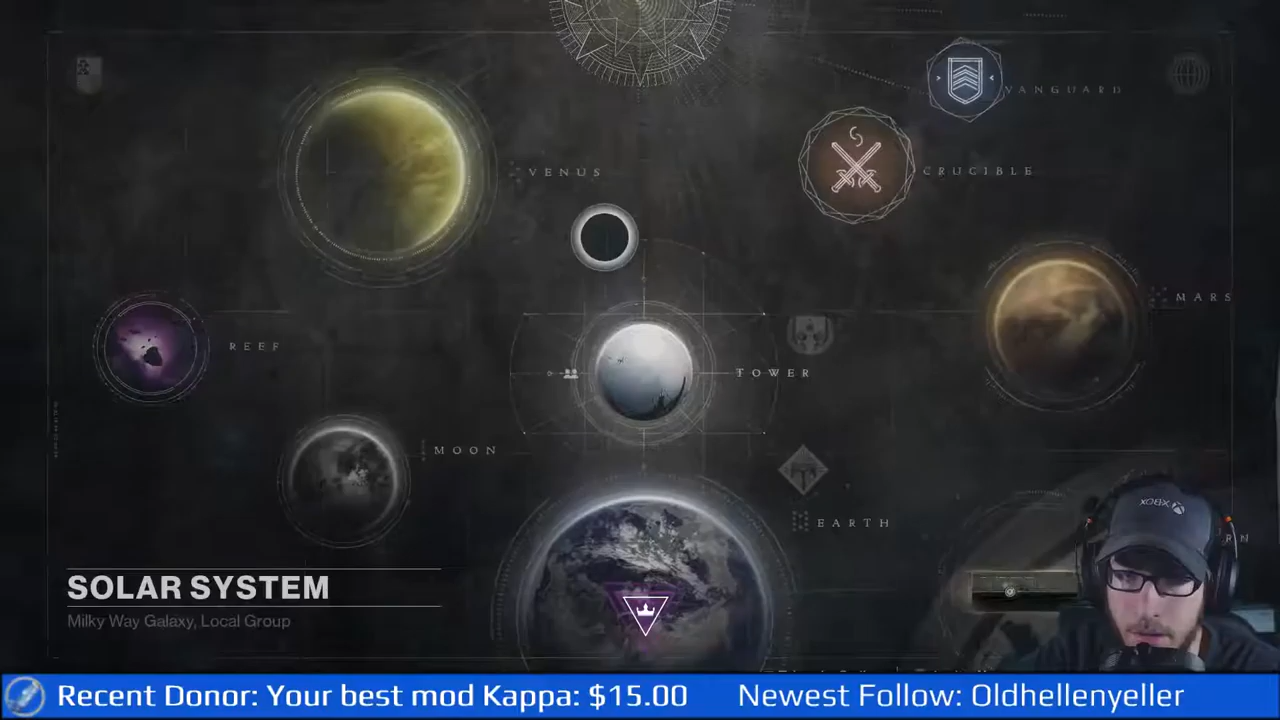 VANGUARD
VENUS
CRUCIBLE
MARS
REEF
TOWER
MOON
EARTH
XBOX
SOLAR SYSTEM
Milky Way Galaxy, Local Group
Recent Donor: Your best mod Kappa: $15.00
Newest Follow: Oldhellenyeller